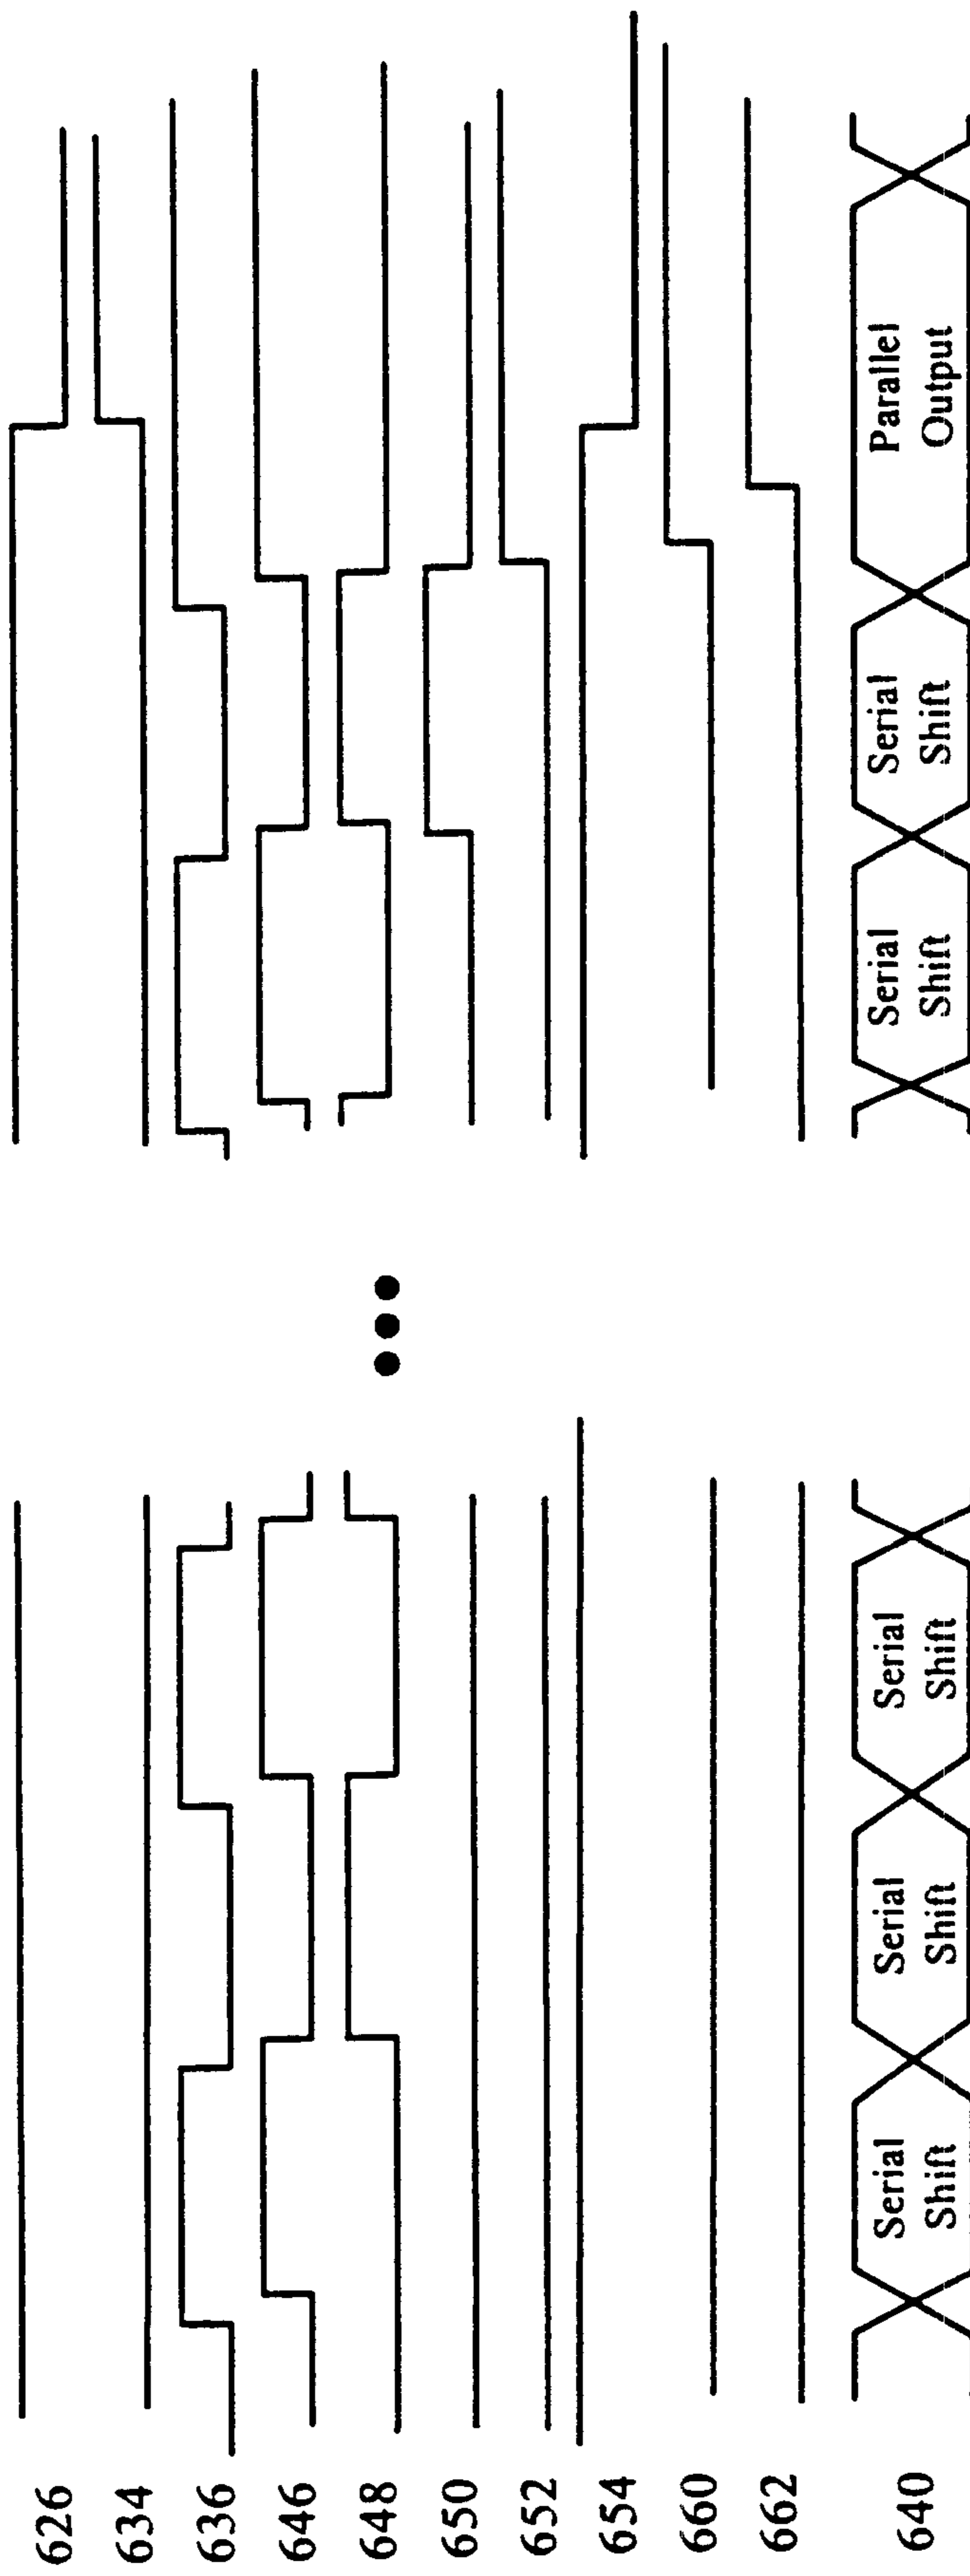 626
634
636
646
648
650
652
654
660
662
640
Serial
Shift
Serial
Shift
Serial
Shift
Serial
Shift
Serial
Shift
Parallel
Output